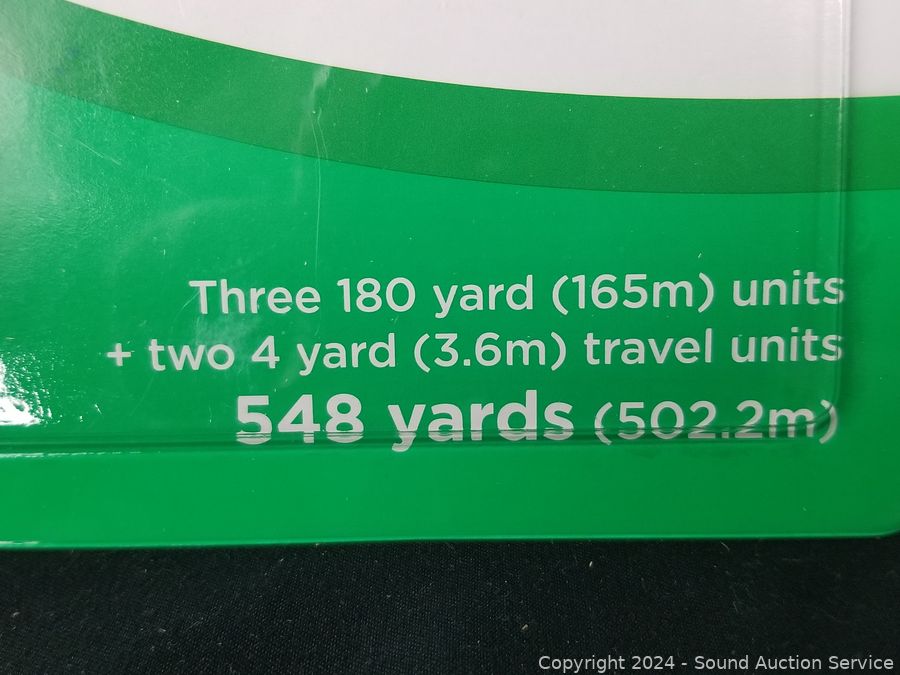 Three 180 yard (165m) units
+ two 4 yard (3.6m) travel units
548 yards (502.2m)
Copyright 2024 - Sound Auction Service